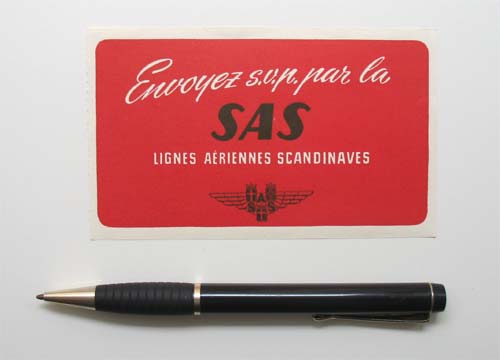 Envoyez s.v.p. par la
SAS
LIGNES AÉRIENNES SCANDINAVES
SAS